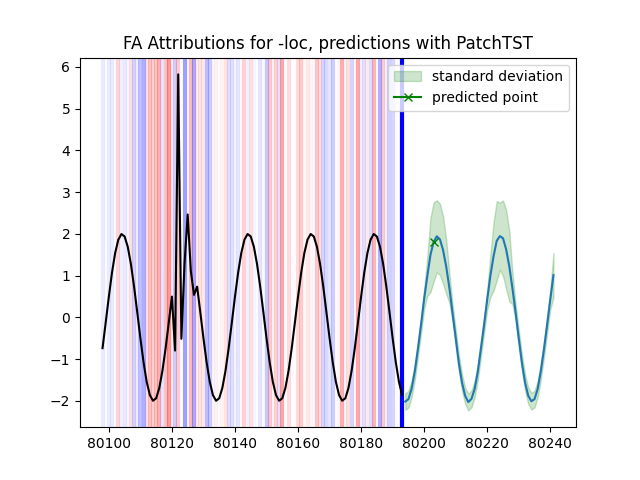 FA Attributions for -loc, predictions with PatchTST
standard deviation
predicted point
6
5
4
3
2
1
0
−1
−2
80100 80120 80140 80160 80180 80200 80220 80240